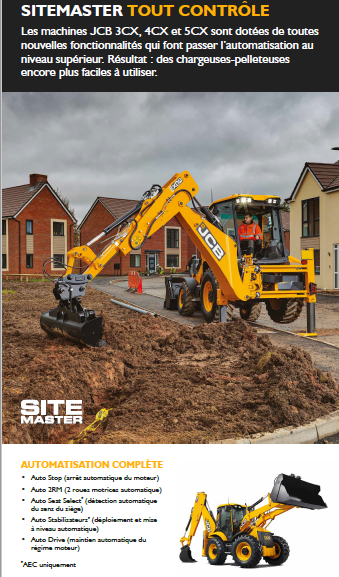 SITEMASTER TOUT CONTRÔLE
Les machines JCB 3CX, 4CX et 5CX sont dotées de toutes
nouvelles fonctionnalités qui font passer l'automatisation au
niveau supérieur. Résultat : des chargeuses-pelleteuses
encore plus faciles à utiliser.
JCB
JCB
SITE
MASTER
AUTOMATISATION COMPLÈTE
• Auto Stop (arrêt automatique du moteur)
• Auto 2RM (2 roues motrices automatique)
• Auto Seat Select* (détection automatique
du sens du siège)
• Auto Stabilisateurs* (déploiement et mise
à niveau automatique)
• Auto Drive (maintien automatique du
régime moteur)
*AEC uniquement